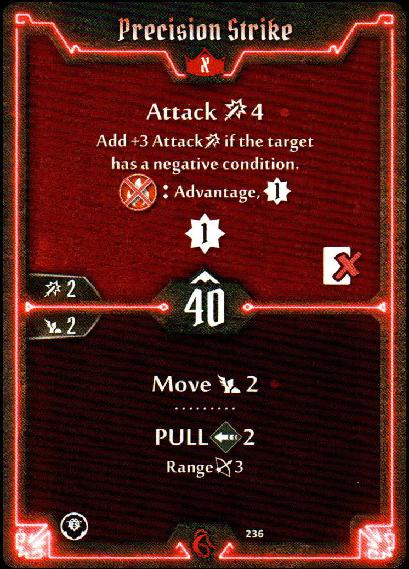 Precision Strike
X
Attack 4
Add +3 Attack if the target
has a negative condition.
: Advantage, 1
1
2
40
2
Move 2
PULL 2
Range 3
236